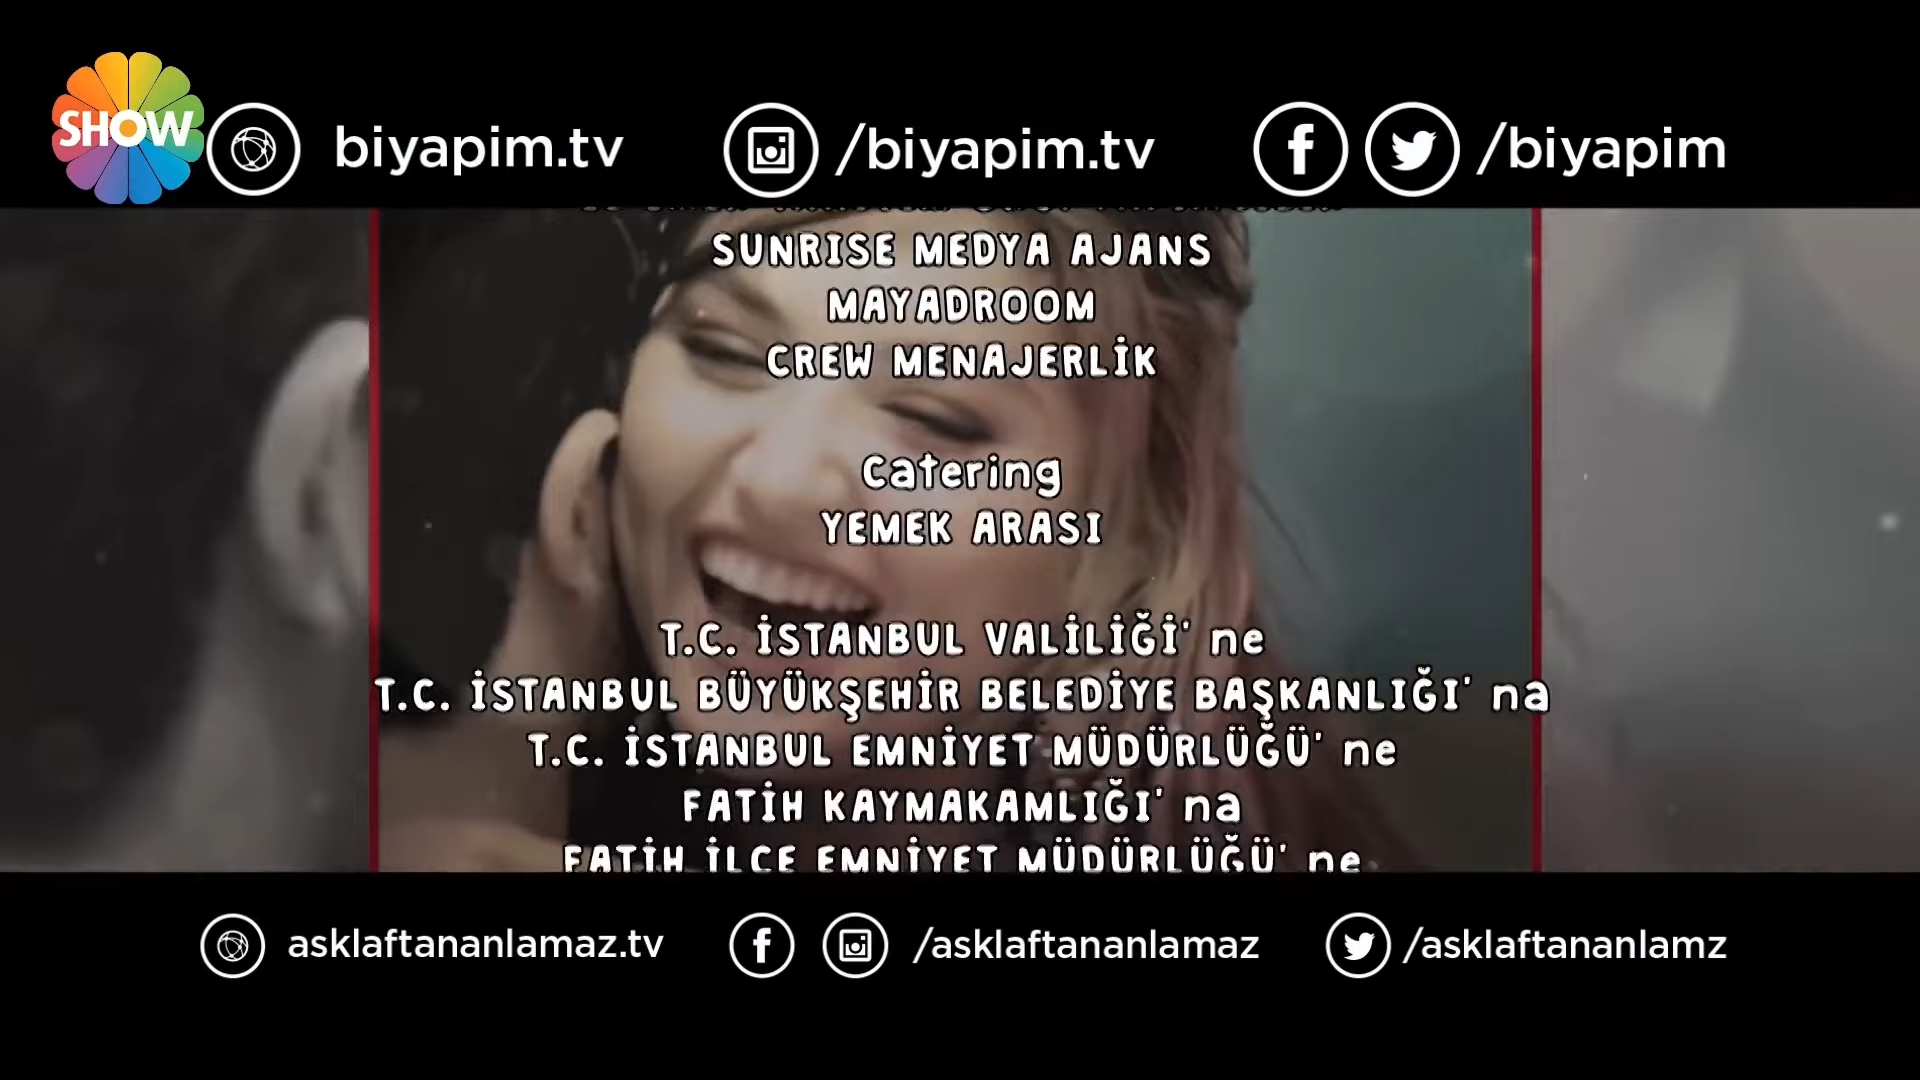 SHOW
biyapim.tv
/biyapim.tv
/biyapim
SUNRISE MEDYA AJANS
MAYADROOM
CREW MENAJERLİK
Catering
YEMEK ARASI
T.C. İSTANBUL VALİLİĞİ' ne
T.C. İSTANBUL BÜYÜKŞEHİR BELEDİYE BAŞKANLIĞI' na
T.C. İSTANBUL EMNİYET MÜDÜRLÜĞÜ' ne
FATİH KAYMAKAMLIĞI' na
FATİH İLÇE EMNİYET MÜDÜRLÜĞÜ' ne
asklaftananlamaz.tv
/asklaftananlamaz
/asklaftananlamz